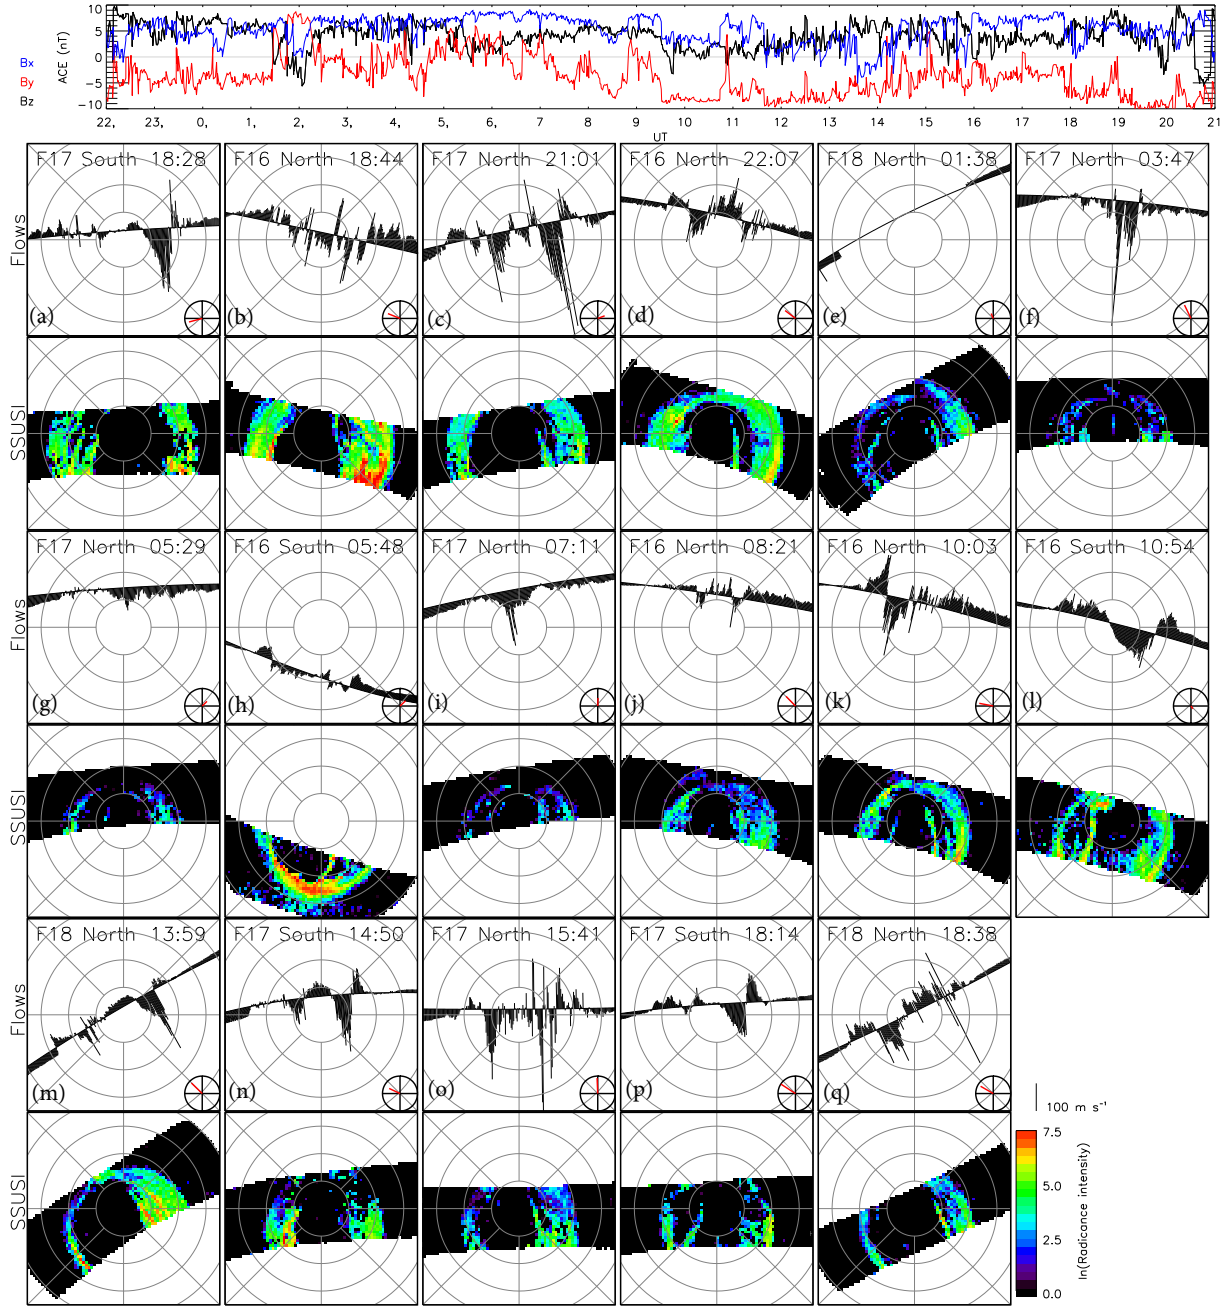 10
5
0
−5
−10
ACE (nT)
Bx
By
Bz
22, 23, 0, 1, 2, 3, 4, 5, 6, 7 8 9 10 11 12 13 14 15 16 17 18 19 20 21
UT
F17 South 18:28 F16 North 18:44 F17 North 21:01 F16 North 22:07 F18 North 01:38 F17 North 03:47
Flows
(a) (b) (c) (d) (e) (f)
SSUSI
F17 North 05:29 F16 South 05:48 F17 North 07:11 F16 North 08:21 F16 North 10:03 F16 South 10:54
Flows
(g) (h) (i) (j) (k) (l)
SSUSI
F18 North 13:59 F17 South 14:50 F17 North 15:41 F17 South 18:14 F18 North 18:38
Flows
(m) (n) (o) (p) (q)
100 m s⁻¹
SSUSI
7.5
5.0
2.5
0.0
ln(Radicance intensity)